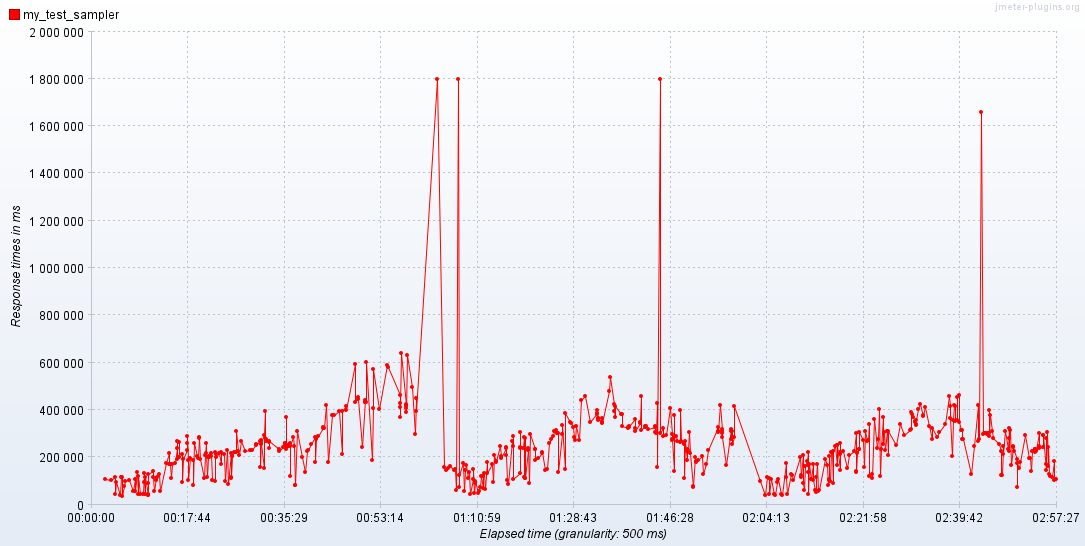 my_test_sampler
jmeter-plugins.org
2 000 000
1 800 000
1 600 000
1 400 000
1 200 000
1 000 000
800 000
600 000
400 000
200 000
0
Response times in ms
00:00:00 00:17:44 00:35:29 00:53:14 01:10:59 01:28:43 01:46:28 02:04:13 02:21:58 02:39:42 02:57:27
Elapsed time (granularity: 500 ms)